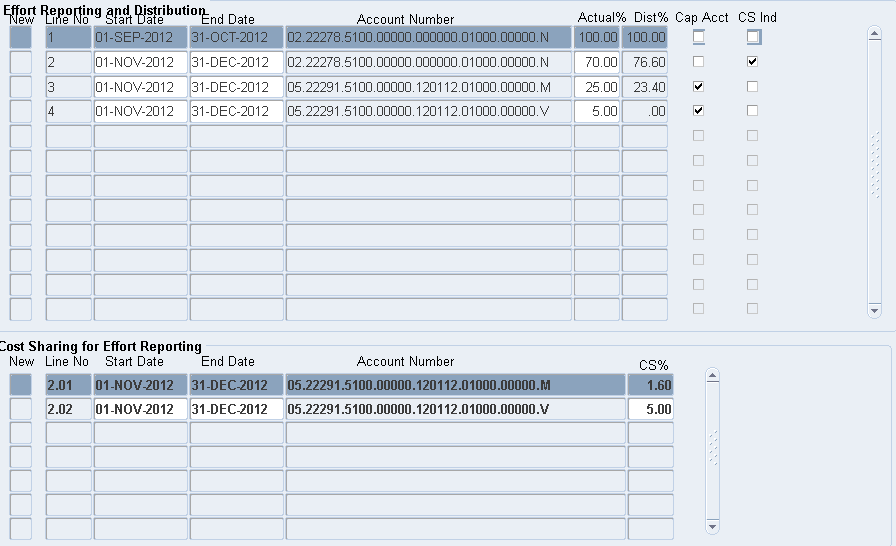 Effort Reporting and Distribution
New Line No Start Date End Date Account Number Actual% Dist% Cap Acct CS Ind
1 01-SEP-2012 31-OCT-2012 02.22278.5100.00000.000000.01000.00000.N 100.00 100.00
2 01-NOV-2012 31-DEC-2012 02.22278.5100.00000.000000.01000.00000.N 70.00 76.60
3 01-NOV-2012 31-DEC-2012 05.22291.5100.00000.120112.01000.00000.M 25.00 23.40
4 01-NOV-2012 31-DEC-2012 05.22291.5100.00000.120112.01000.00000.V 5.00 .00
Cost Sharing for Effort Reporting
New Line No Start Date End Date Account Number CS%
2.01 01-NOV-2012 31-DEC-2012 05.22291.5100.00000.120112.01000.00000.M 1.60
2.02 01-NOV-2012 31-DEC-2012 05.22291.5100.00000.120112.01000.00000.V 5.00